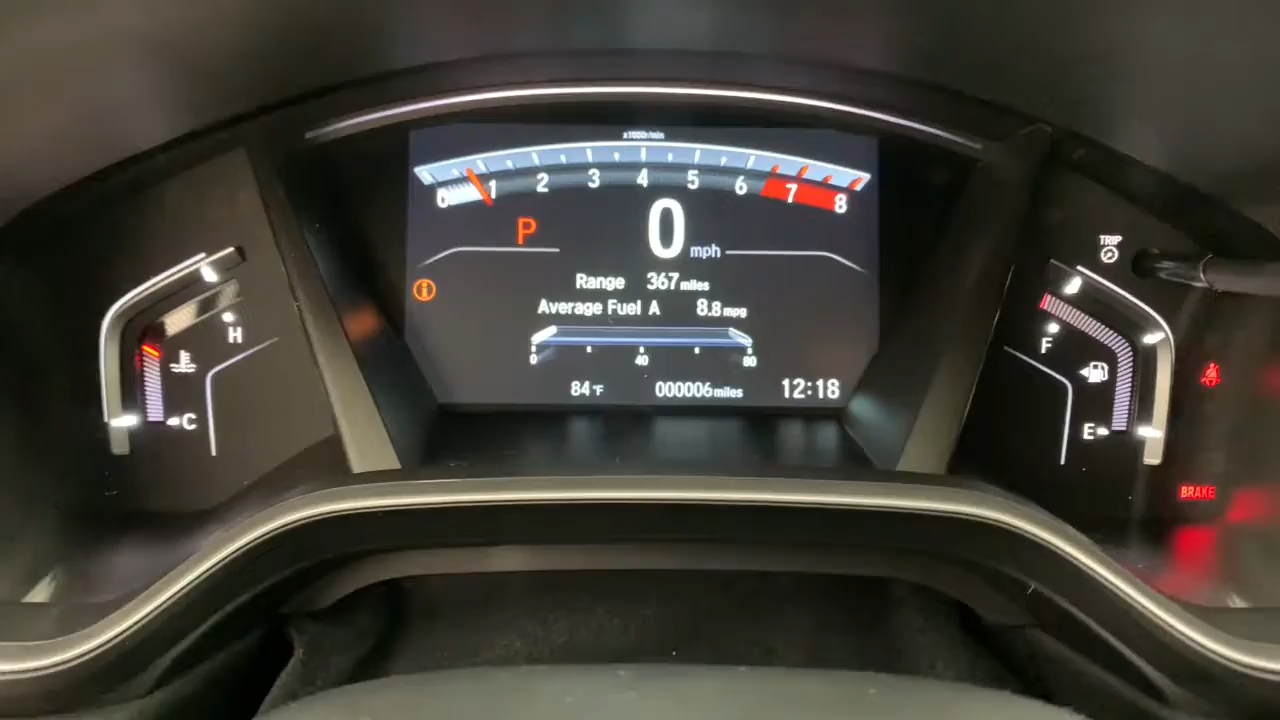 x1000r/min
0 1 2 3 4 5 6 7 8
P
0 mph
Range 367 miles
Average Fuel A 8.8 mpg
0 40 80
84 °F 000006 miles 12:18
H
C
TRIP
F
E
BRAKE